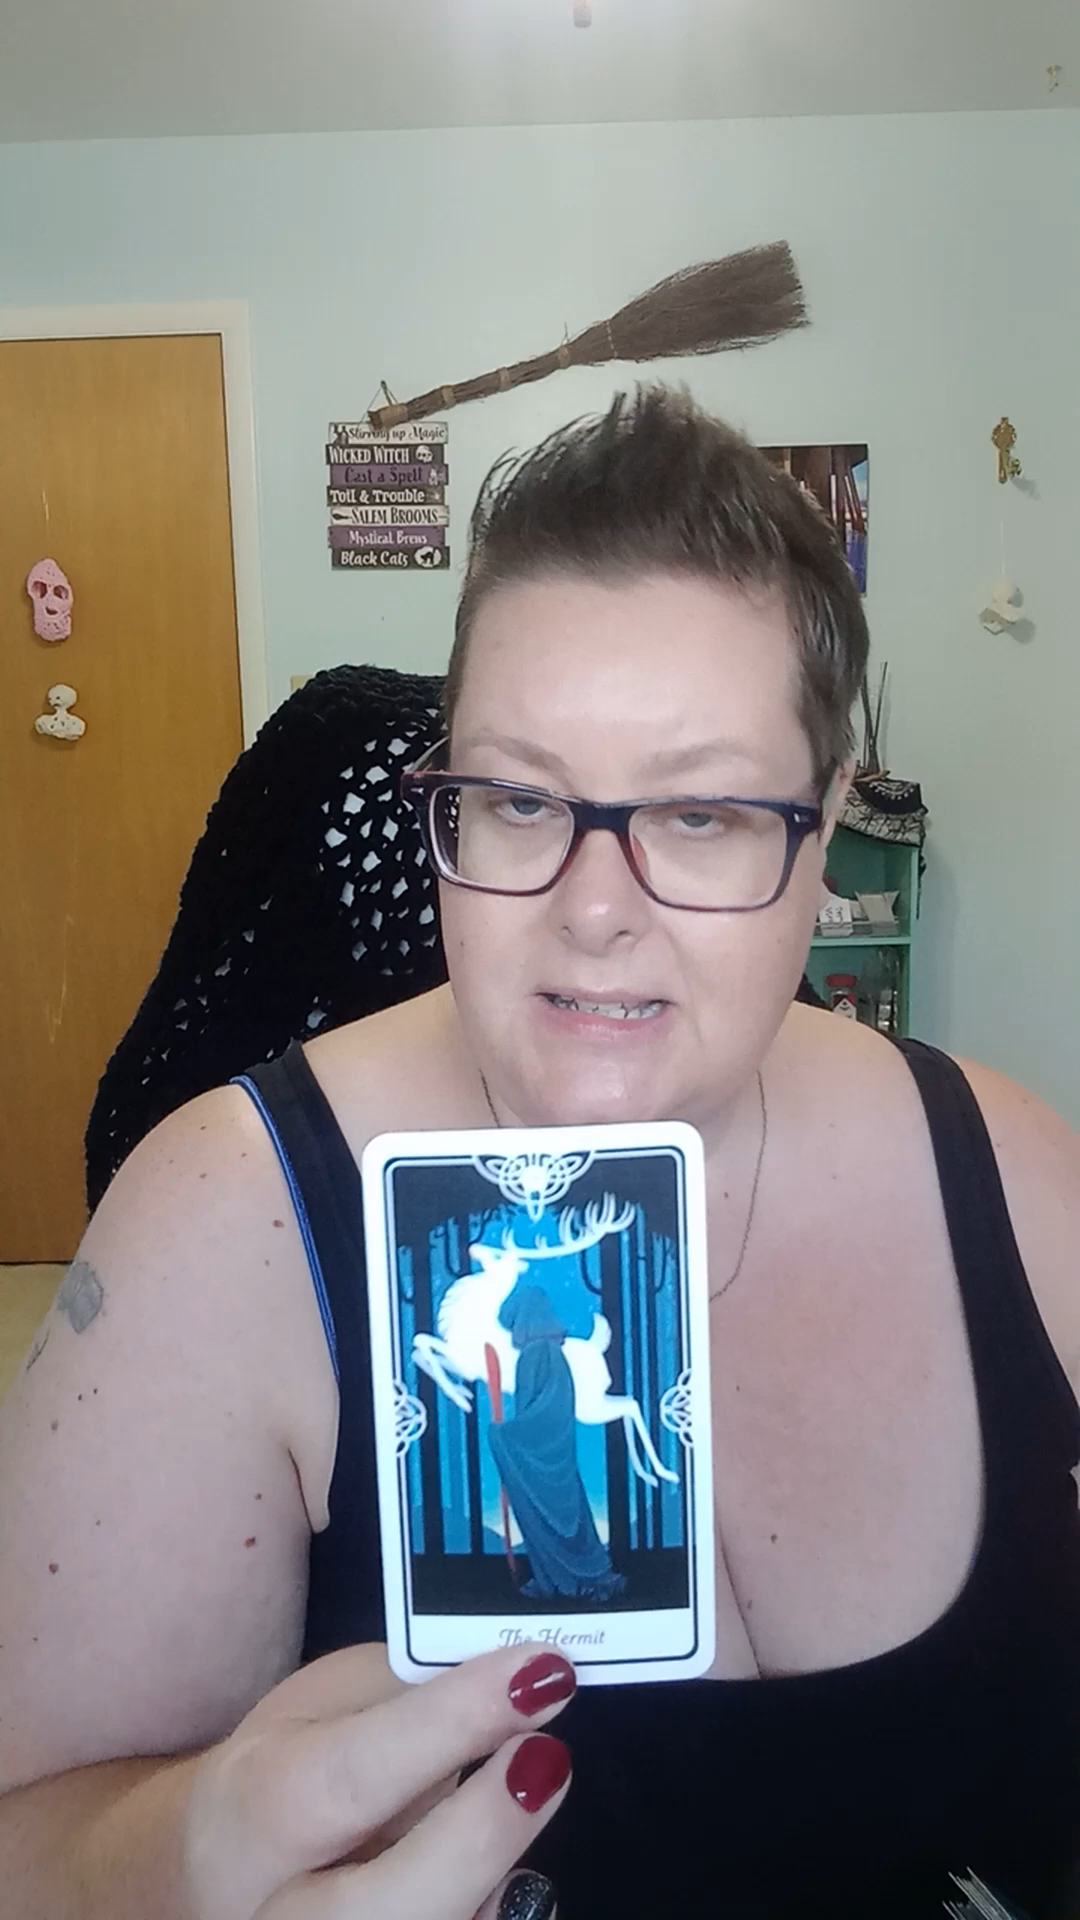 Stirring up Magic
WICKED WITCH
Cast a Spell
Toil & Trouble
SALEM BROOMS
Mystical Brews
Black Cats
The Hermit